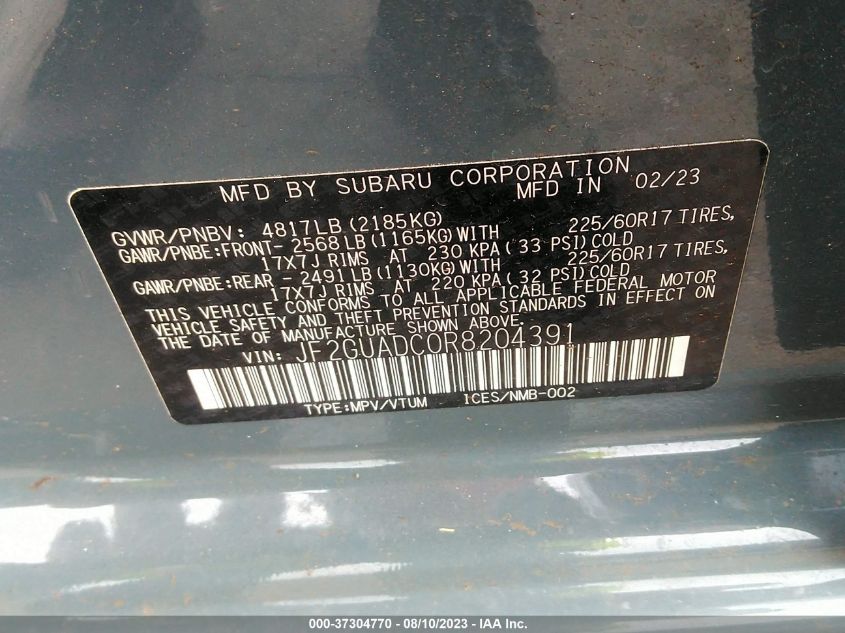 MFD BY SUBARU CORPORATION
MFD IN 02/23
GVWR/PNBV: 4817LB (2185KG)
GAWR/PNBE:FRONT- 2568 LB (1165KG) WITH 225/60R17 TIRES,
17X7J RIMS AT 230 KPA (33 PSI) COLD
GAWR/PNBE:REAR - 2491 LB (1130KG) WITH 225/60R17 TIRES,
17X7J RIMS AT 220 KPA (32 PSI) COLD
THIS VEHICLE CONFORMS TO ALL APPLICABLE FEDERAL MOTOR
VEHICLE SAFETY AND THEFT PREVENTION STANDARDS IN EFFECT ON
THE DATE OF MANUFACTURE SHOWN ABOVE.
VIN: JF2GUADC0R8204391
TYPE:MPV/VTUM ICES/NMB-002
000-37304770 - 08/10/2023 - IAA Inc.